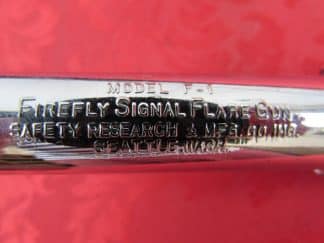 MODEL F-1
FIREFLY SIGNAL FLARE GUN
SAFETY RESEARCH & MFG. CO. INC.
SEATTLE WASH.